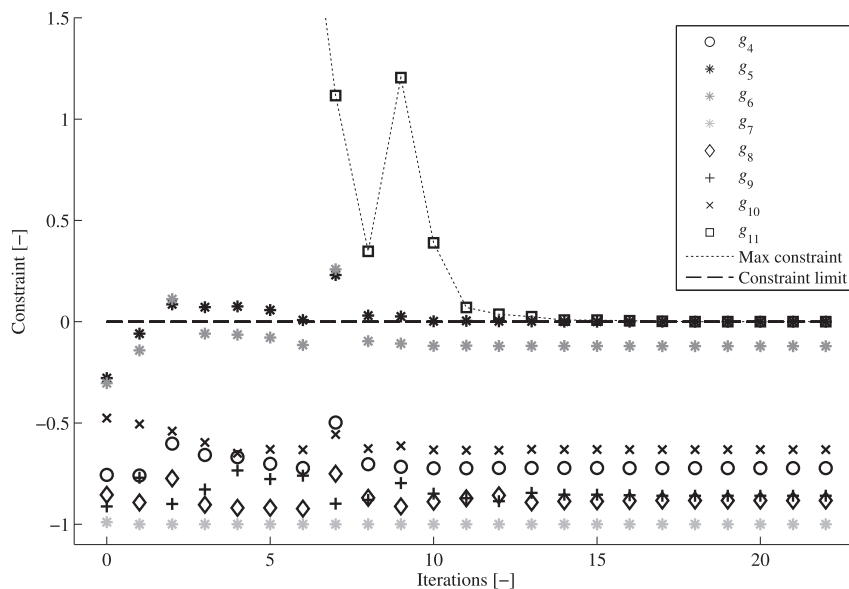 1.5
1
0.5
0
−0.5
−1
Constraint [−]
0
5
10
15
20
Iterations [−]
g4
g5
g6
g7
g8
g9
g10
g11
Max constraint
Constraint limit